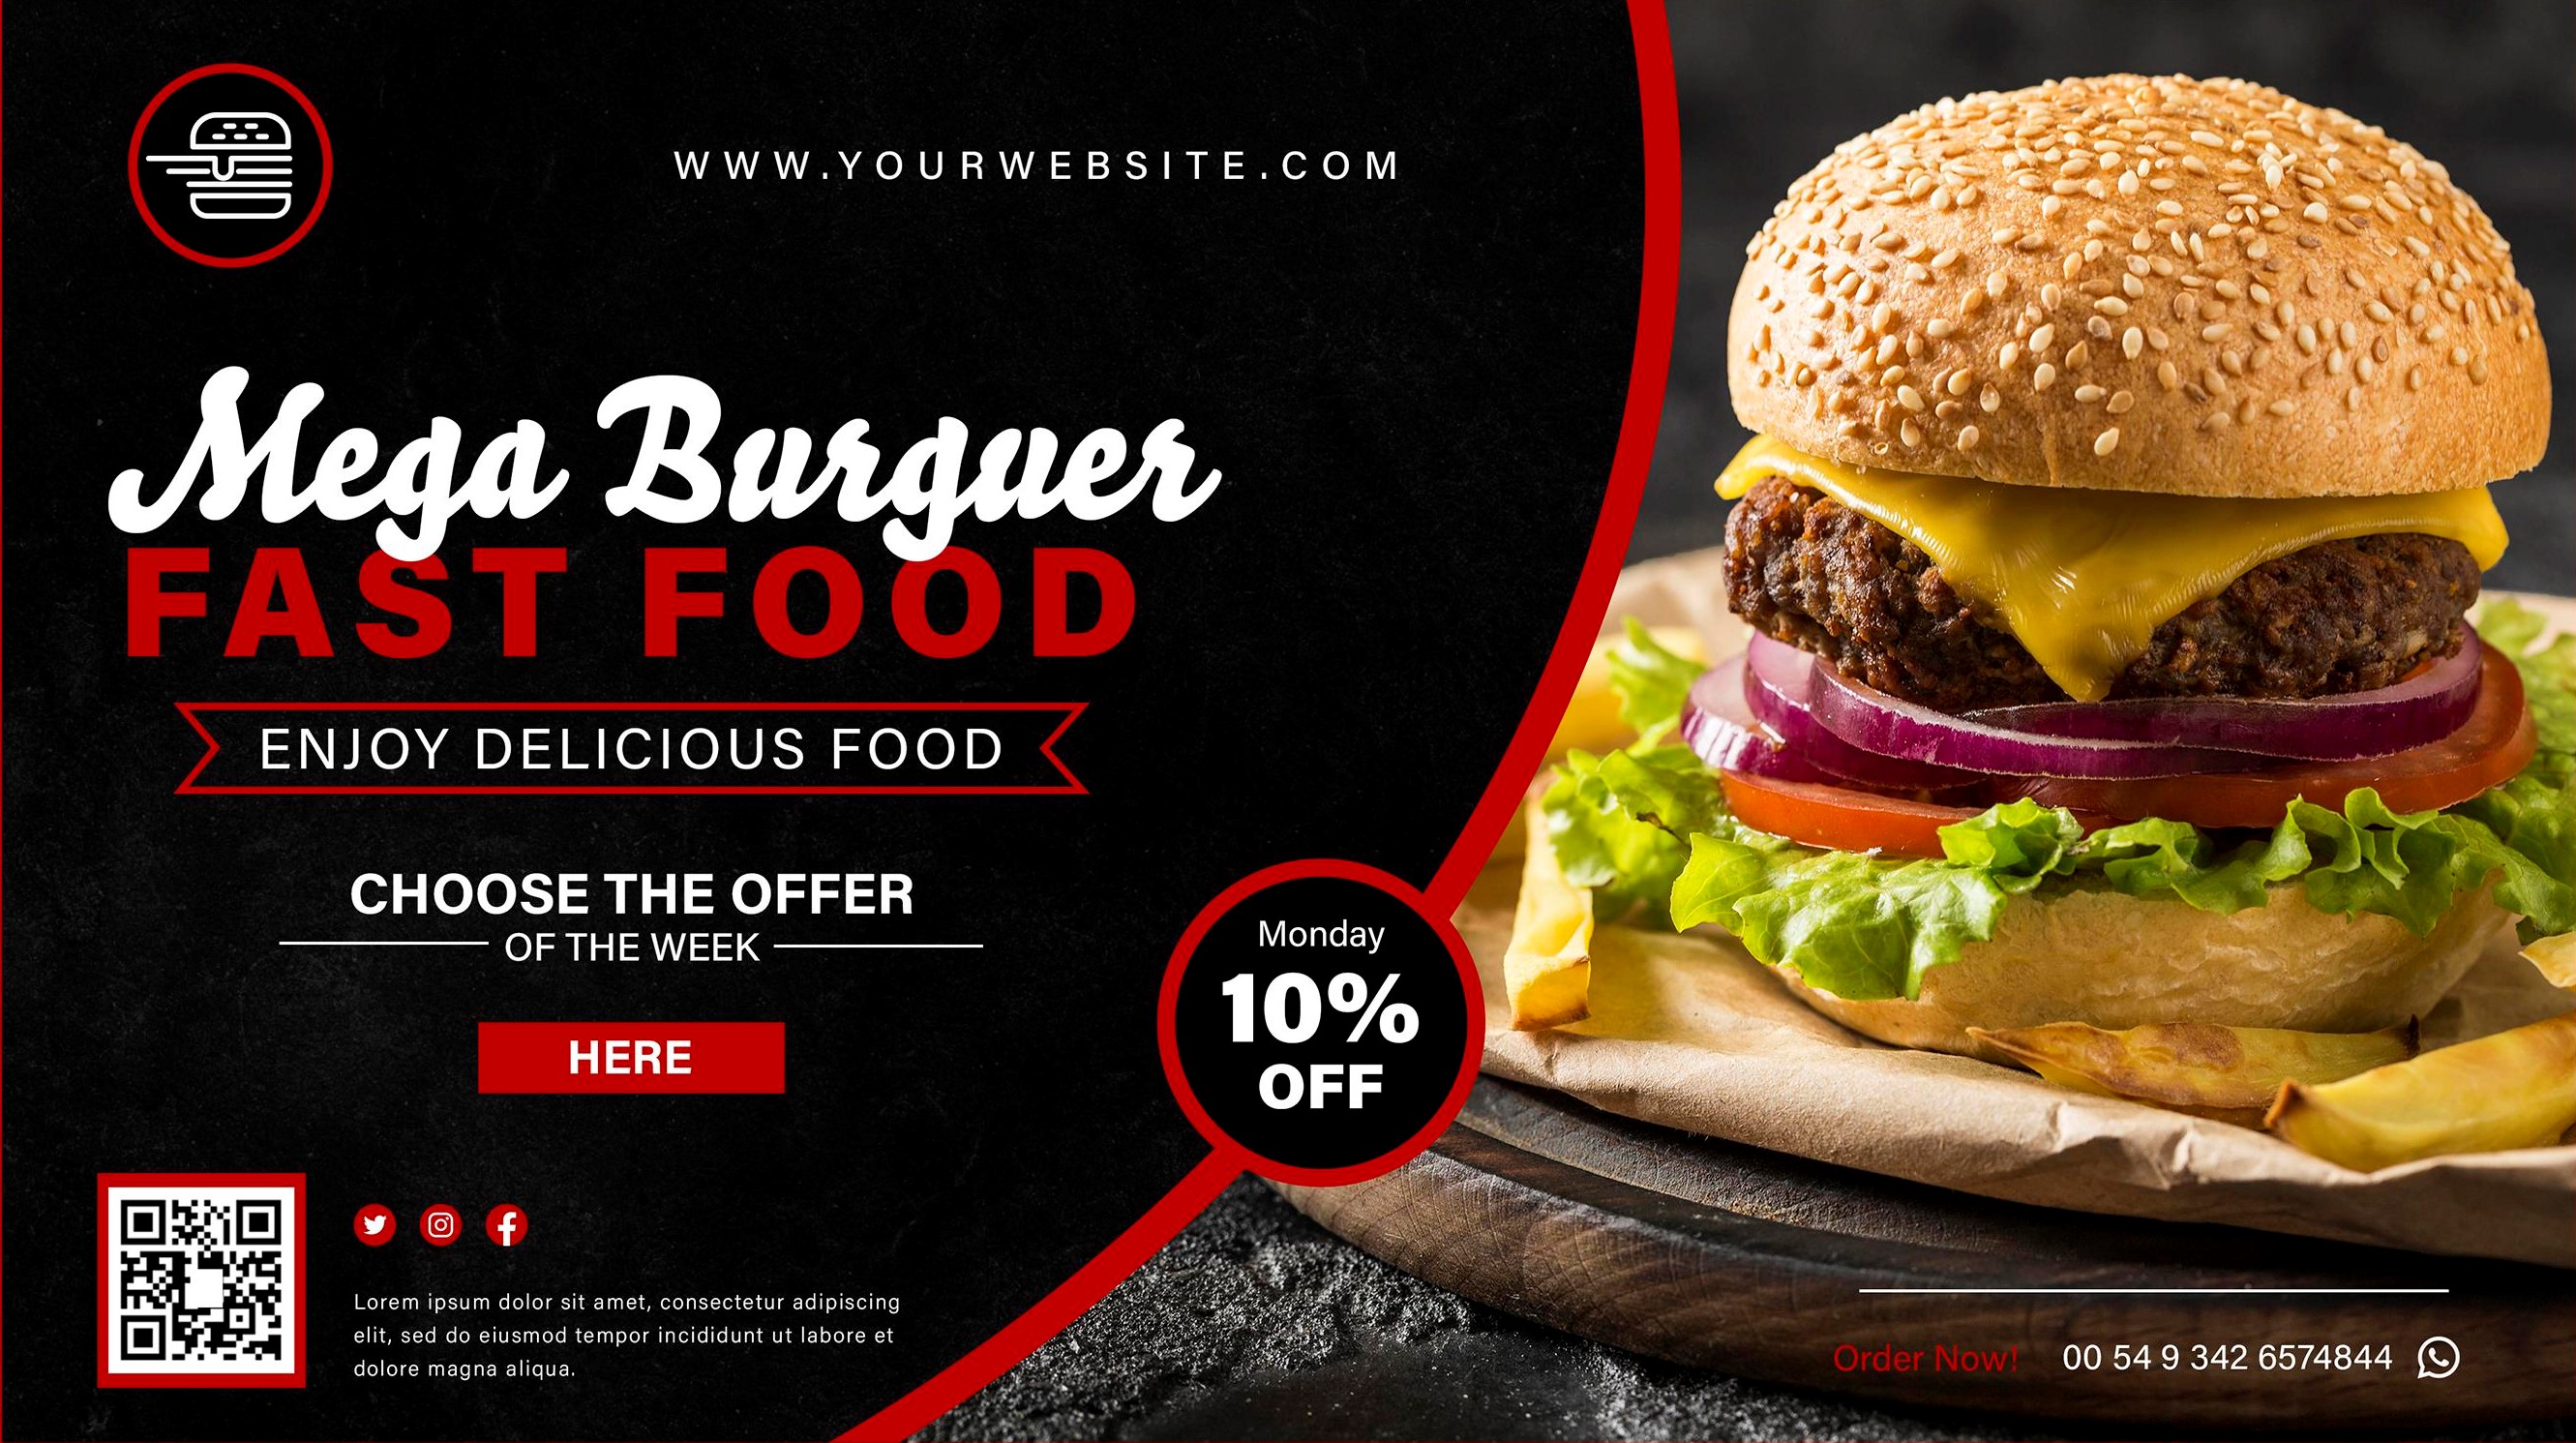 WWW.YOURWEBSITE.COM
Mega Burguer
FAST FOOD
ENJOY DELICIOUS FOOD
CHOOSE THE OFFER
OF THE WEEK
HERE
Monday
10%
OFF
Lorem ipsum dolor sit amet, consectetur adipiscing
elit, sed do eiusmod tempor incididunt ut labore et
dolore magna aliqua.
Order Now! 00 54 9 342 6574844